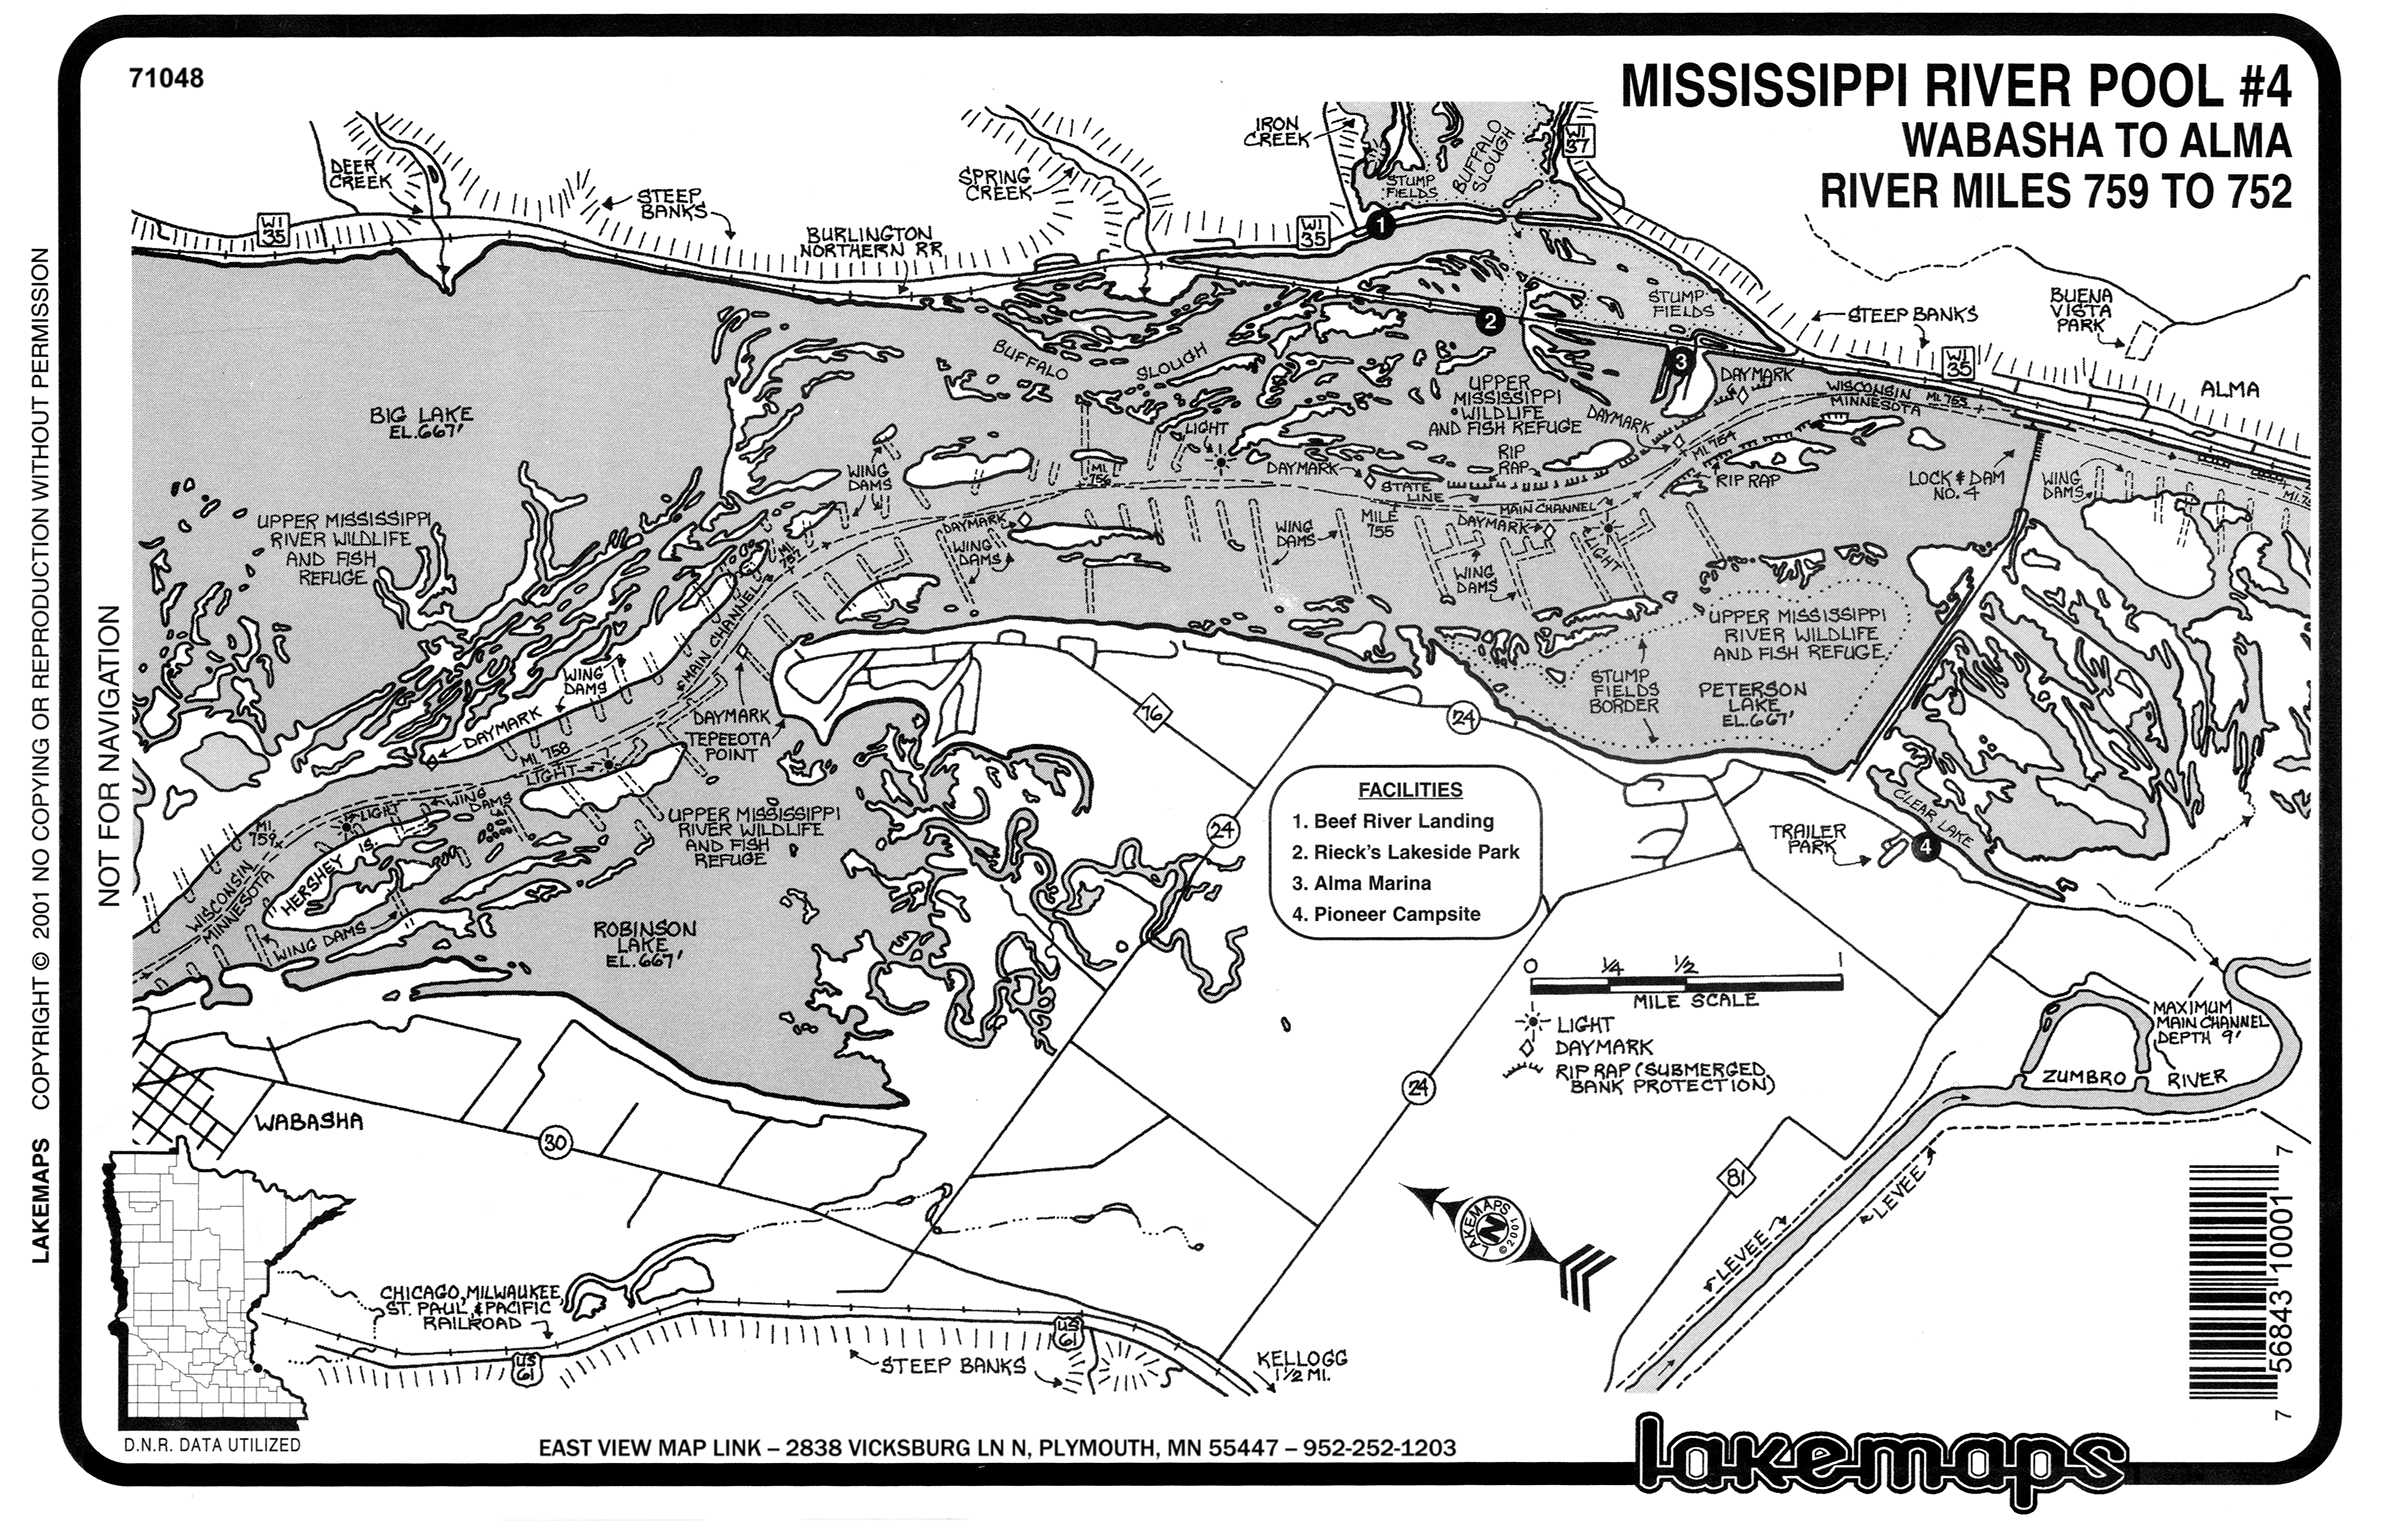 71048
MISSISSIPPI RIVER POOL #4
WABASHA TO ALMA
RIVER MILES 759 TO 752
NOT FOR NAVIGATION
LAKEMAPS COPYRIGHT © 2001 NO COPYING OR REPRODUCTION WITHOUT PERMISSION
DEER
CREEK
WI
35
STEEP
BANKS
BURLINGTON
NORTHERN RR
SPRING
CREEK
IRON
CREEK
WI
35
1
STUMP
FIELDS
BUFFALO
SLOUGH
WI
37
STUMP
FIELDS
2
3
STEEP BANKS
BUENA
VISTA
PARK
WI
35
ALMA
BIG LAKE
EL. 667'
UPPER MISSISSIPPI
RIVER WILDLIFE
AND FISH
REFUGE
BUFFALO SLOUGH
UPPER
MISSISSIPPI
WILDLIFE
AND FISH REFUGE
DAYMARK
DAYMARK
WISCONSIN
MINNESOTA
MI. 753
MI. 754
LIGHT
WING
DAMS
MI.
756
DAYMARK
RIP
RAP
STATE
LINE
RIP RAP
LOCK & DAM
NO. 4
WING
DAMS
MAIN CHANNEL
MILE
755
DAYMARK
LIGHT
WING
DAMS
WING
DAMS
DAYMARK
WING
DAMS
MI.
757
MAIN CHANNEL
WING
DAMS
DAYMARK
DAYMARK
TEPEEOTA
POINT
MI. 758
LIGHT
WING
DAMS
LIGHT
MI.
759
HERSHEY
IS.
WISCONSIN
MINNESOTA
WING DAMS
UPPER MISSISSIPPI
RIVER WILDLIFE
AND FISH
REFUGE
ROBINSON
LAKE
EL. 667'
UPPER MISSISSIPPI
RIVER WILDLIFE
AND FISH REFUGE
STUMP
FIELDS
BORDER
PETERSON
LAKE
EL. 667'
76
24
24
24
CLEAR LAKE
TRAILER
PARK
4
FACILITIES
1. Beef River Landing
2. Rieck's Lakeside Park
3. Alma Marina
4. Pioneer Campsite
0 1/4 1/2 1
MILE SCALE
LIGHT
DAYMARK
RIP RAP (SUBMERGED
BANK PROTECTION)
MAXIMUM
MAIN CHANNEL
DEPTH 9'
ZUMBRO RIVER
81
LEVEE
LEVEE
LAKEMAPS
N
© 2001
WABASHA
30
CHICAGO, MILWAUKEE,
ST. PAUL & PACIFIC
RAILROAD
US
61
STEEP BANKS
US
61
KELLOGG
1 1/2 MI.
D.N.R. DATA UTILIZED
EAST VIEW MAP LINK – 2838 VICKSBURG LN N, PLYMOUTH, MN 55447 – 952-252-1203
lakemaps
7 56843 10001 7